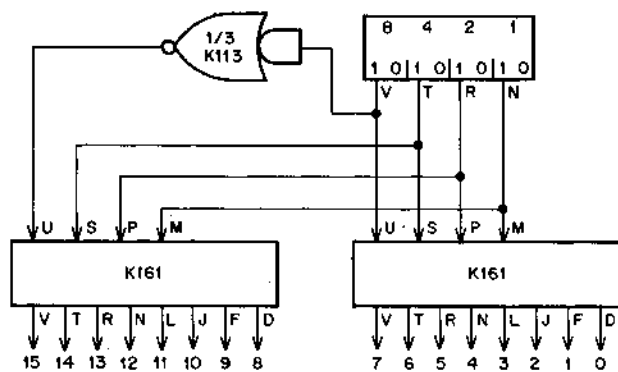 8 4 2 1
1 0 1 0 1 0 1 0
1/3
K113
V T R N
U S P M
U S P M
K161
K161
V T R N L J F D
V T R N L J F D
15 14 13 12 11 10 9 8
7 6 5 4 3 2 1 0